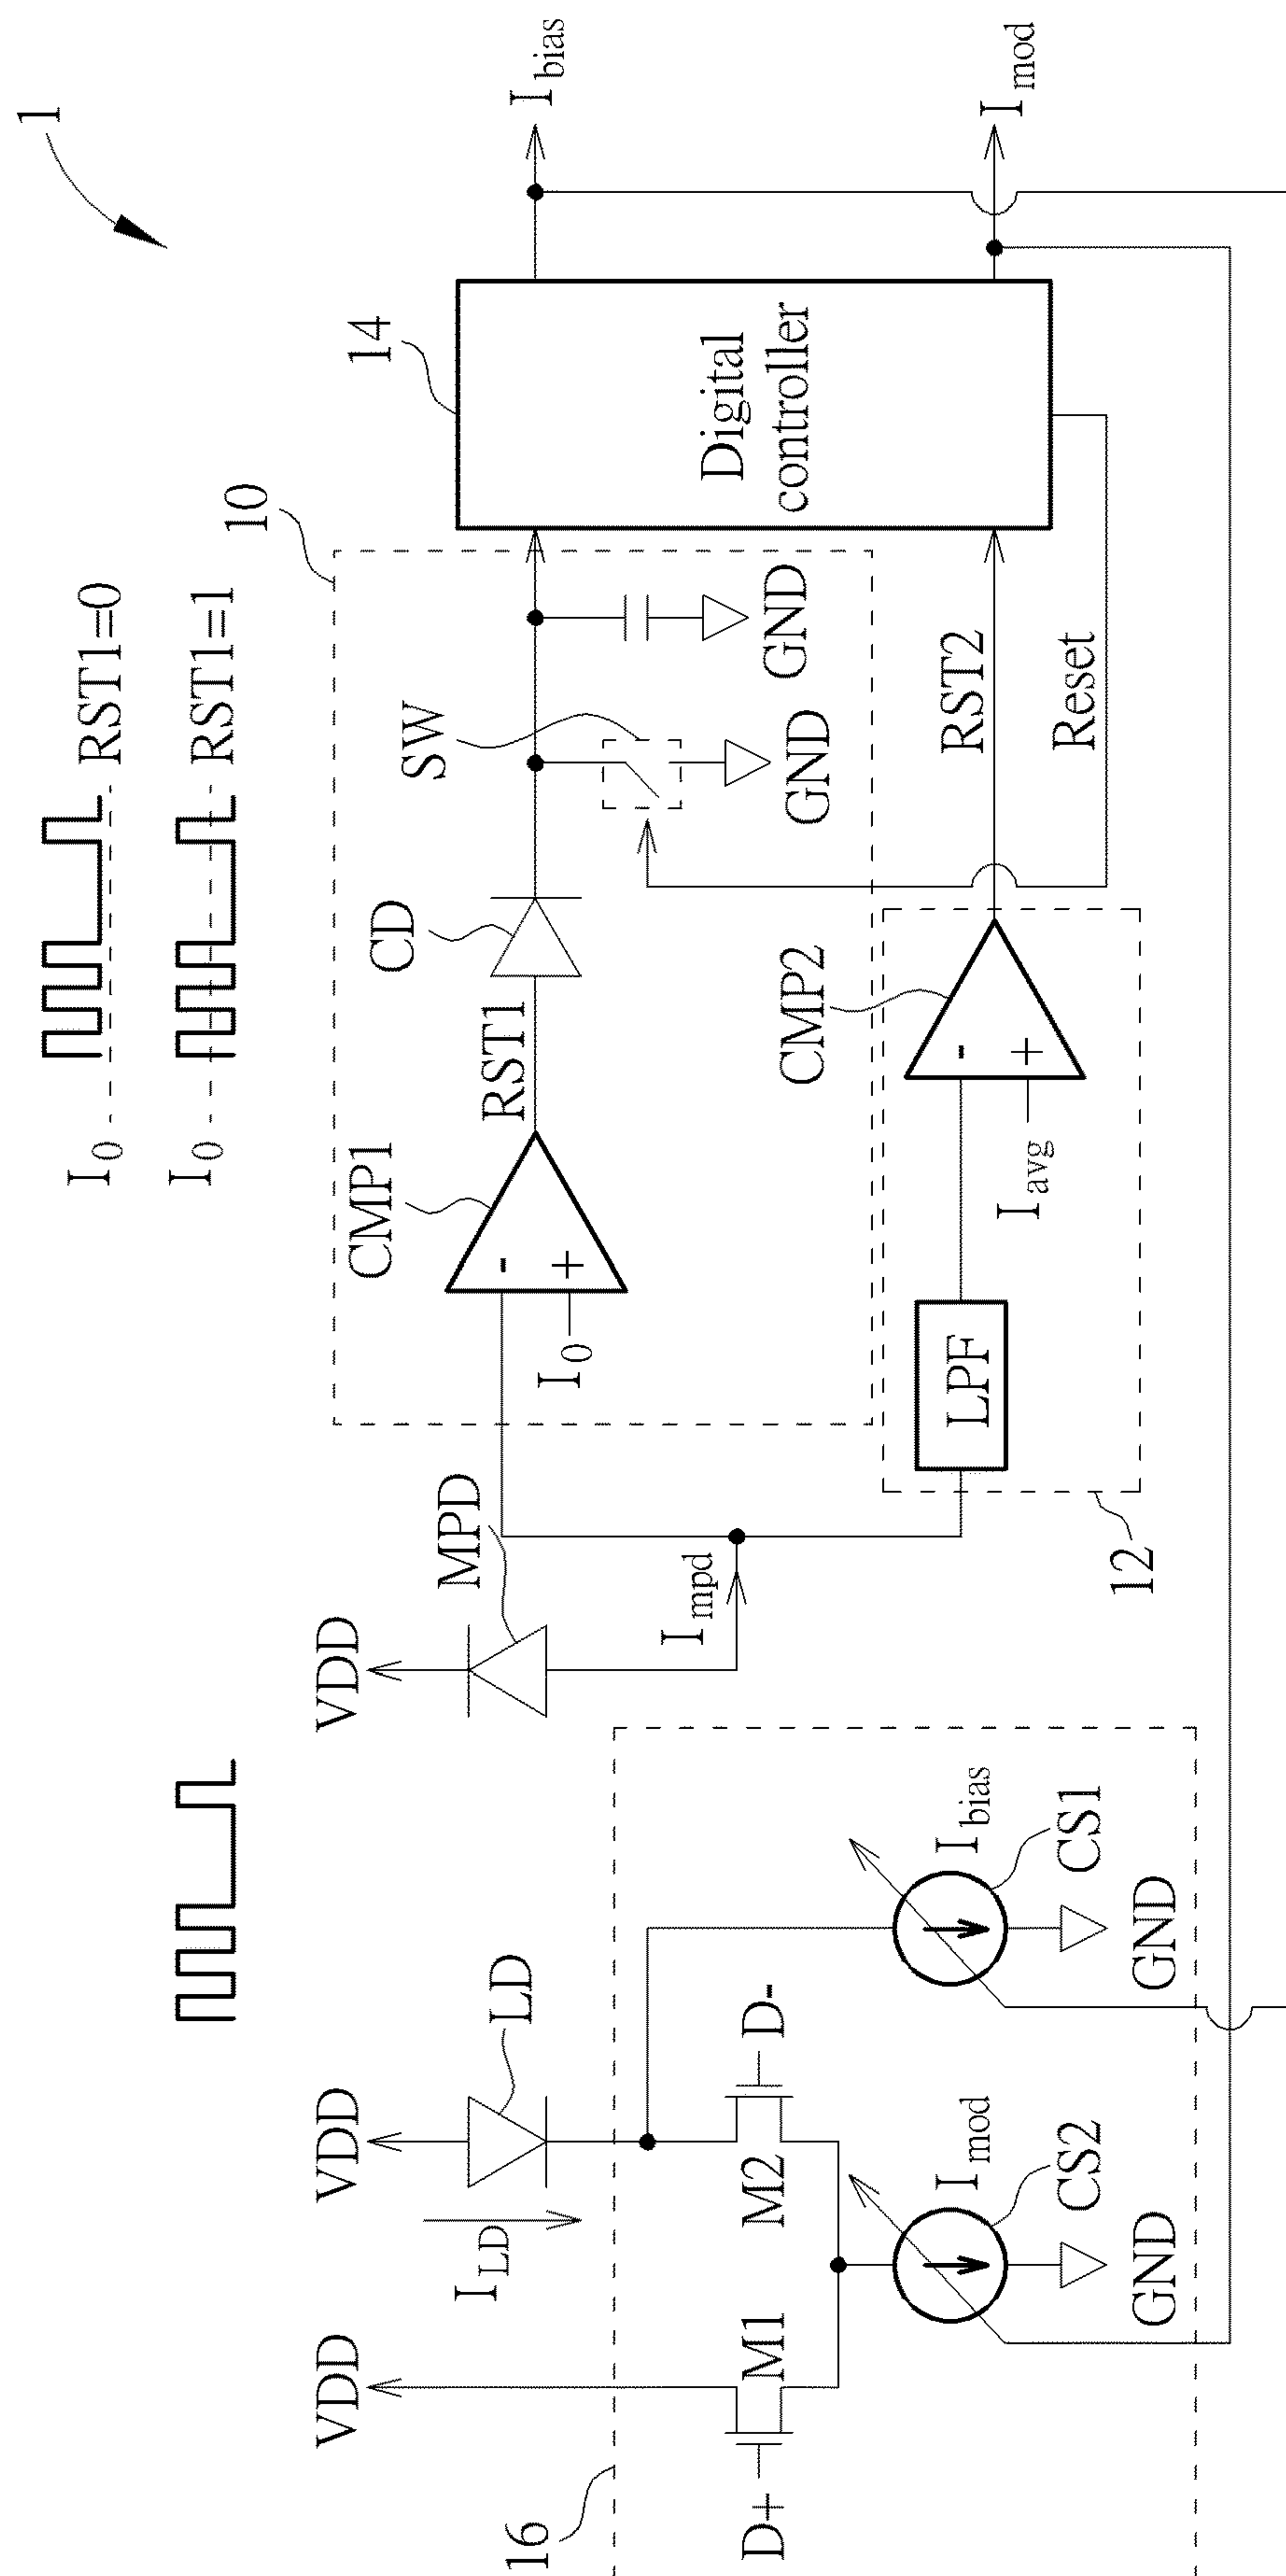 1
I0 RST1=0
I0 RST1=1
10
14
VDD
VDD
VDD
MPD
CMP1
CD
SW
LD
ILD
I0
RST1
Digital
controller
Ibias
Impd
GND
GND
16
D+
M1
M2
D-
Imod
CS2
GND
Ibias
CS1
GND
12
LPF
Iavg
CMP2
RST2
Reset
Imod
-
+
-
+